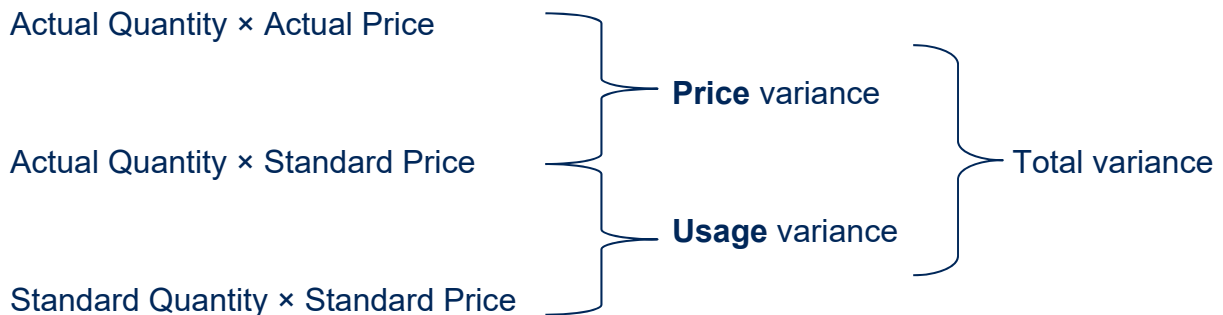 Actual Quantity × Actual Price
Price variance
Actual Quantity × Standard Price
Total variance
Usage variance
Standard Quantity × Standard Price